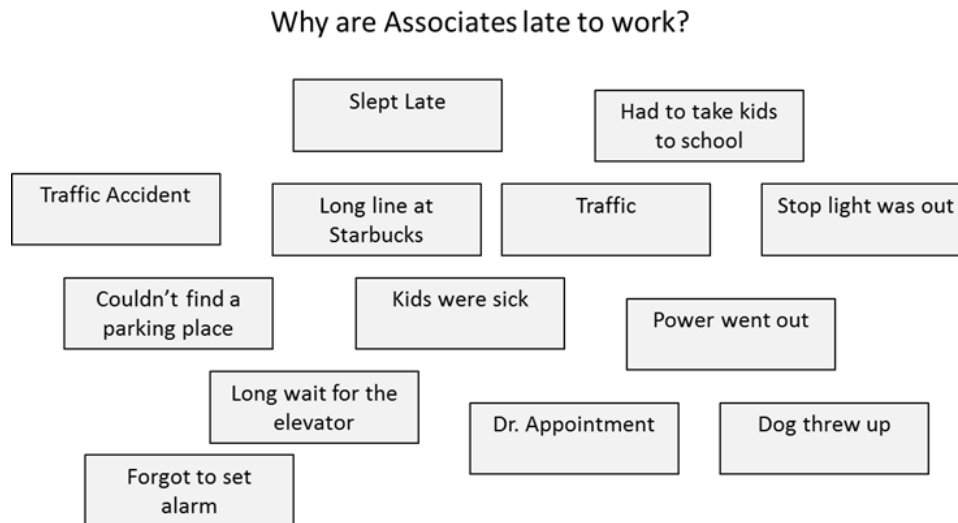 Why are Associates late to work?
Slept Late
Had to take kids
to school
Traffic Accident
Long line at
Starbucks
Traffic
Stop light was out
Couldn’t find a
parking place
Kids were sick
Power went out
Long wait for the
elevator
Dr. Appointment
Dog threw up
Forgot to set
alarm